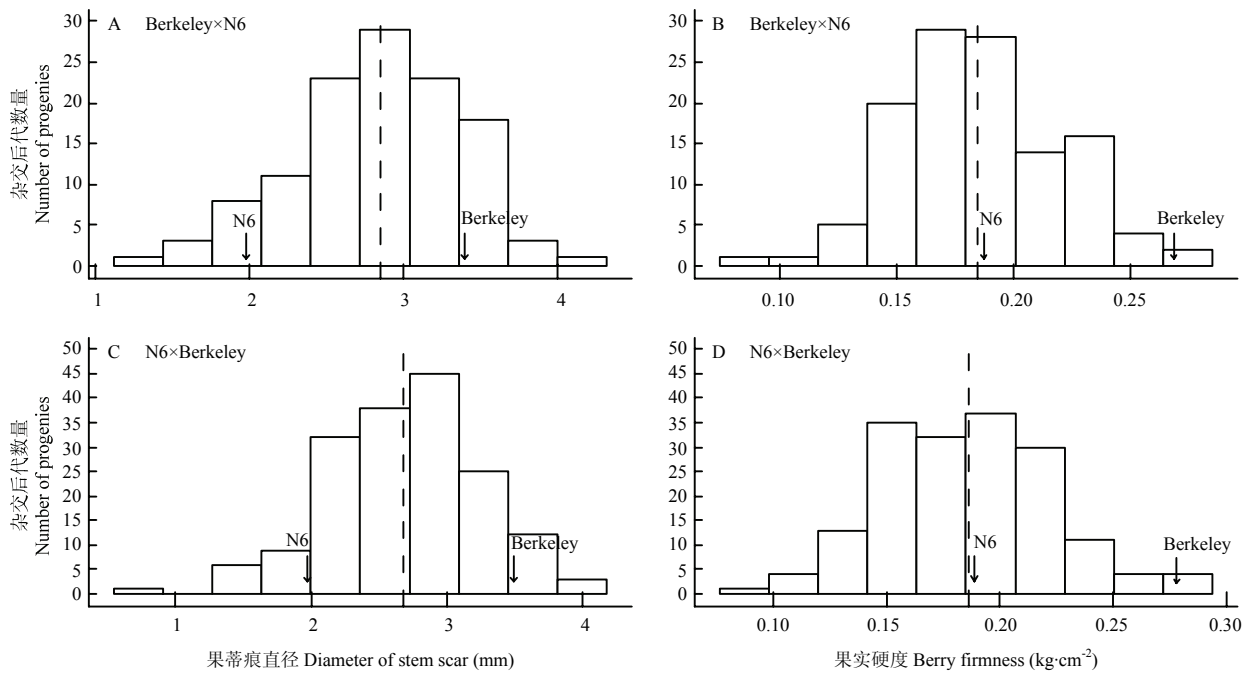 A Berkeley×N6
30
25
20
15
10
5
0
杂交后代数量
Number of progenies
N6
Berkeley
1 2 3 4
B Berkeley×N6
30
25
20
15
10
5
0
N6
Berkeley
0.10 0.15 0.20 0.25
C N6×Berkeley
50
45
40
35
30
25
20
15
10
5
0
杂交后代数量
Number of progenies
N6
Berkeley
1 2 3 4
果蒂痕直径 Diameter of stem scar (mm)
D N6×Berkeley
50
45
40
35
30
25
20
15
10
5
0
N6
Berkeley
0.10 0.15 0.20 0.25 0.30
果实硬度 Berry firmness (kg·cm⁻²)